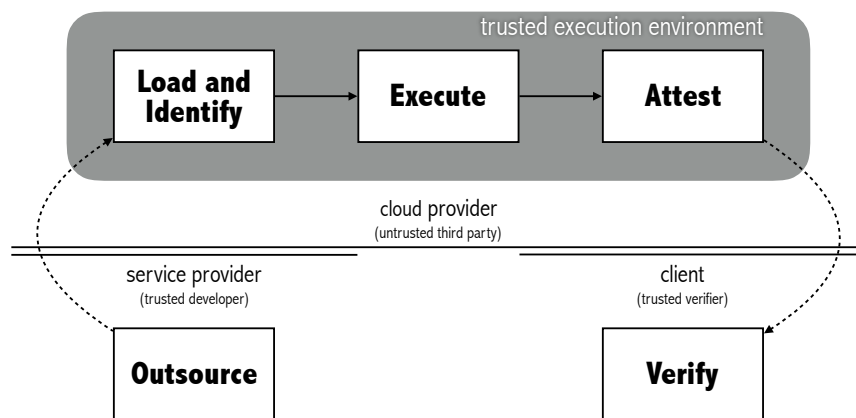 trusted execution environment
Load and
Identify
Execute
Attest
cloud provider
(untrusted third party)
service provider
(trusted developer)
client
(trusted verifier)
Outsource
Verify